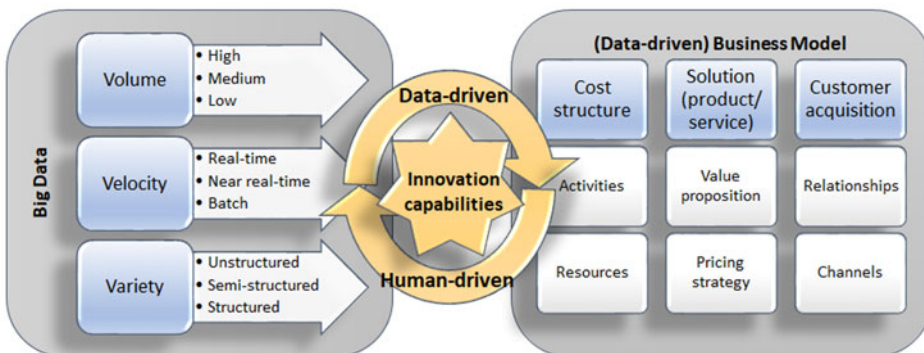 Big Data
Volume
• High
• Medium
• Low
Velocity
• Real-time
• Near real-time
• Batch
Variety
• Unstructured
• Semi-structured
• Structured
Data-driven
Innovation
capabilities
Human-driven
(Data-driven) Business Model
Cost
structure
Solution
(product/
service)
Customer
acquisition
Activities
Value
proposition
Relationships
Resources
Pricing
strategy
Channels